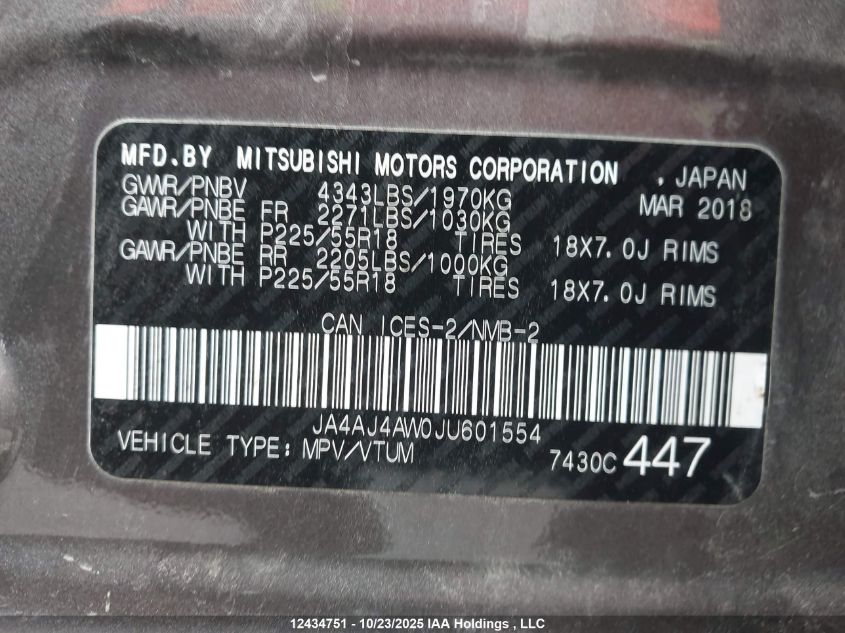 MFD.BY MITSUBISHI MOTORS CORPORATION , JAPAN
GVWR/PNBV 4343LBS/1970KG MAR 2018
GAWR/PNBE FR 2271LBS/1030KG
WITH P225/55R18 TIRES 18X7.0J RIMS
GAWR/PNBE RR 2205LBS/1000KG
WITH P225/55R18 TIRES 18X7.0J RIMS
CAN ICES-2/NMB-2
JA4AJ4AW0JU601554
VEHICLE TYPE: MPV/VTUM 7430C 447
12434751 - 10/23/2025 IAA Holdings , LLC